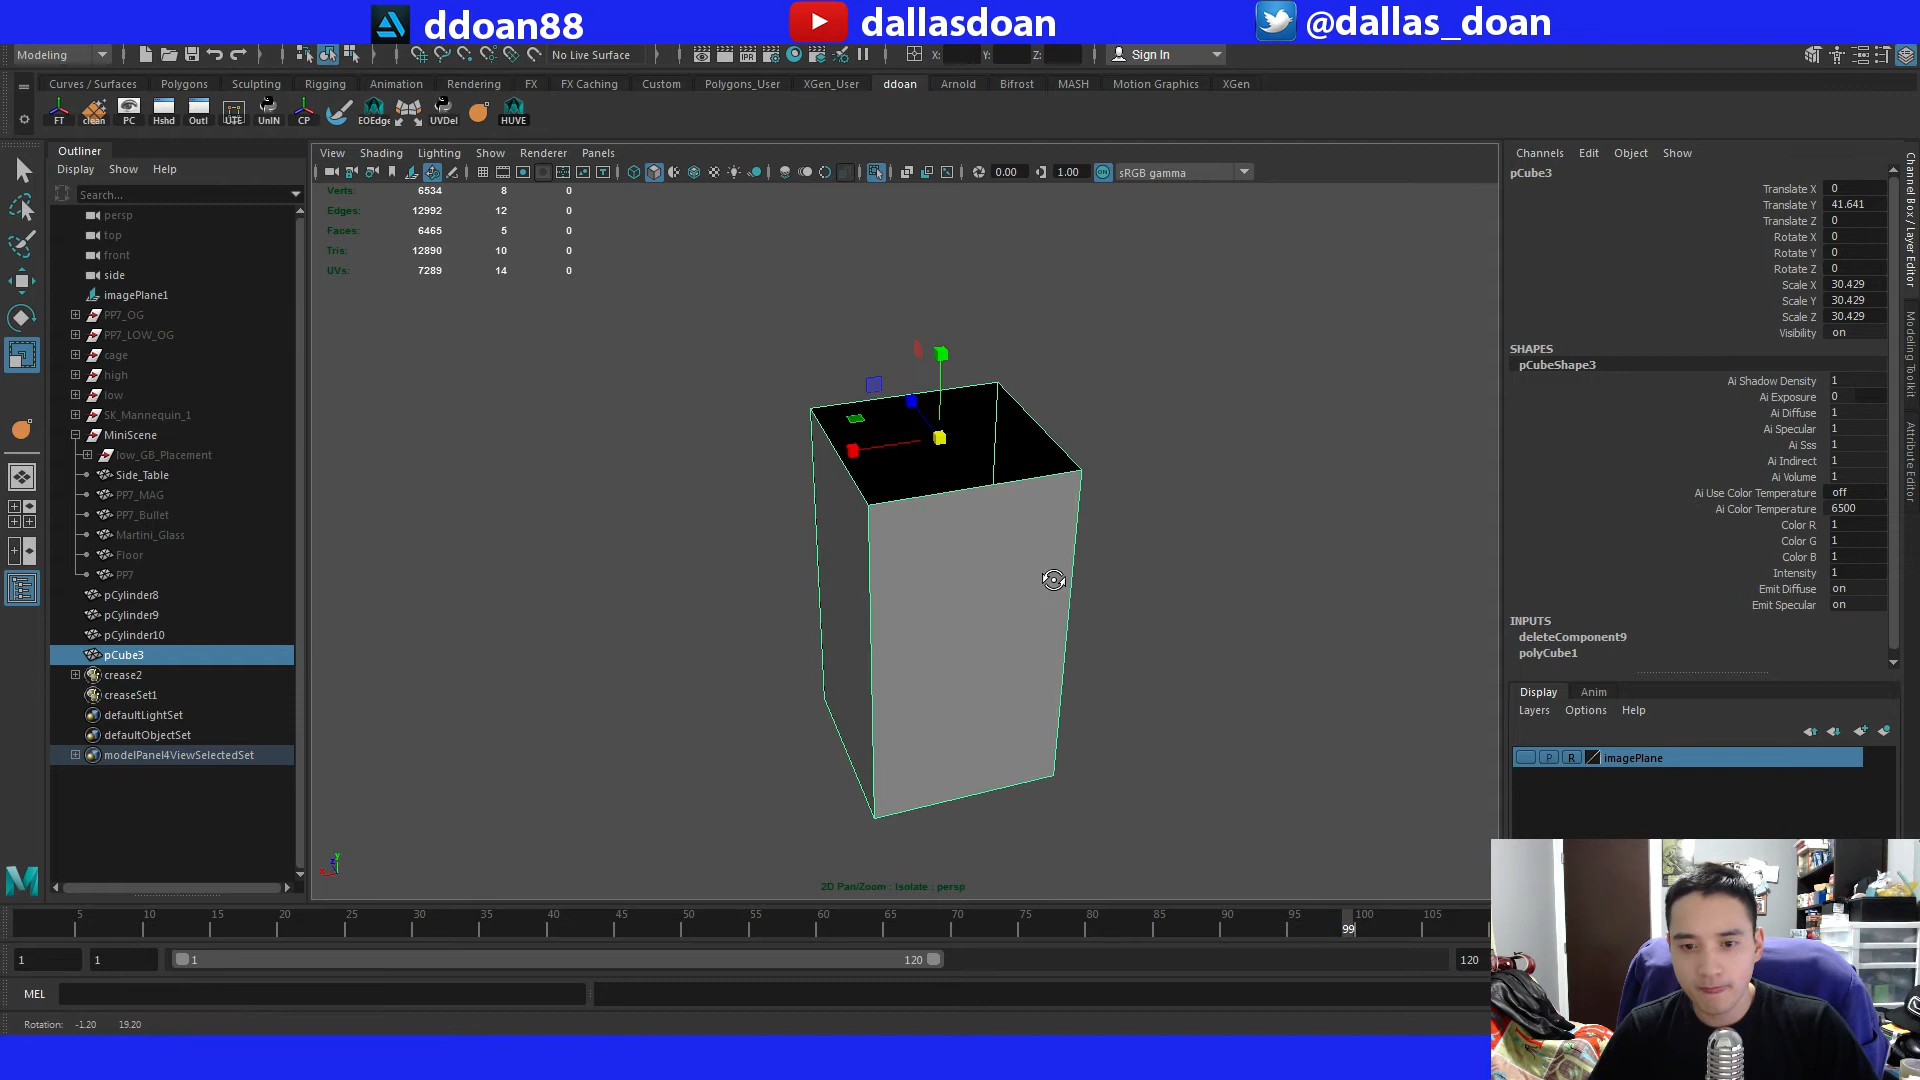 ddoan88
dallasdoan
@dallas_doan
Modeling
No Live Surface
X:
Y:
Z:
Sign In
Curves / Surfaces
Polygons
Sculpting
Rigging
Animation
Rendering
FX
FX Caching
Custom
Polygons_User
XGen_User
ddoan
Arnold
Bifrost
MASH
Motion Graphics
XGen
FT
clean
PC
Hshd
Outl
UTE
UnIN
CP
EOEdge
UVDel
HUVE
Outliner
Display
Show
Help
Search...
persp
top
front
side
imagePlane1
PP7_OG
PP7_LOW_OG
cage
high
low
SK_Mannequin_1
MiniScene
low_GB_Placement
Side_Table
PP7_MAG
PP7_Bullet
Martini_Glass
Floor
PP7
pCylinder8
pCylinder9
pCylinder10
pCube3
crease2
creaseSet1
defaultLightSet
defaultObjectSet
modelPanel4ViewSelectedSet
View
Shading
Lighting
Show
Renderer
Panels
0.00
1.00
sRGB gamma
Verts: 6534 8 0
Edges: 12992 12 0
Faces: 6465 5 0
Tris: 12890 10 0
UVs: 7289 14 0
2D Pan/Zoom : Isolate : persp
Channels
Edit
Object
Show
pCube3
Translate X 0
Translate Y 41.641
Translate Z 0
Rotate X 0
Rotate Y 0
Rotate Z 0
Scale X 30.429
Scale Y 30.429
Scale Z 30.429
Visibility on
SHAPES
pCubeShape3
Ai Shadow Density 1
Ai Exposure 0
Ai Diffuse 1
Ai Specular 1
Ai Sss 1
Ai Indirect 1
Ai Volume 1
Ai Use Color Temperature off
Ai Color Temperature 6500
Color R 1
Color G 1
Color B 1
Intensity 1
Emit Diffuse on
Emit Specular on
INPUTS
deleteComponent9
polyCube1
Channel Box / Layer Editor
Modeling Toolkit
Attribute Editor
Display
Anim
Layers
Options
Help
P
R
imagePlane
5 10 15 20 25 30 35 40 45 50 55 60 65 70 75 80 85 90 95 100 105
99
1
1
1
120
120
MEL
Rotation: -1.20 19.20